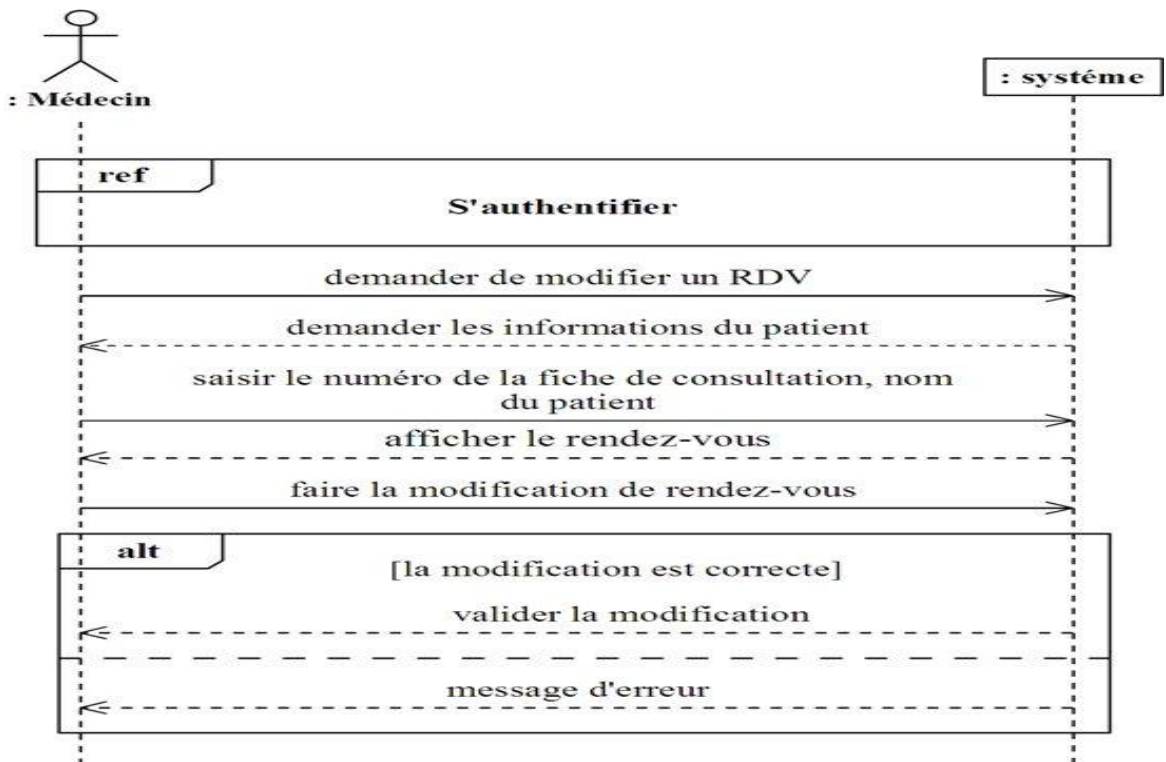 : Médecin
: systéme
ref
S'authentifier
demander de modifier un RDV
demander les informations du patient
saisir le numéro de la fiche de consultation, nom
du patient
afficher le rendez-vous
faire la modification de rendez-vous
alt
[la modification est correcte]
valider la modification
message d'erreur